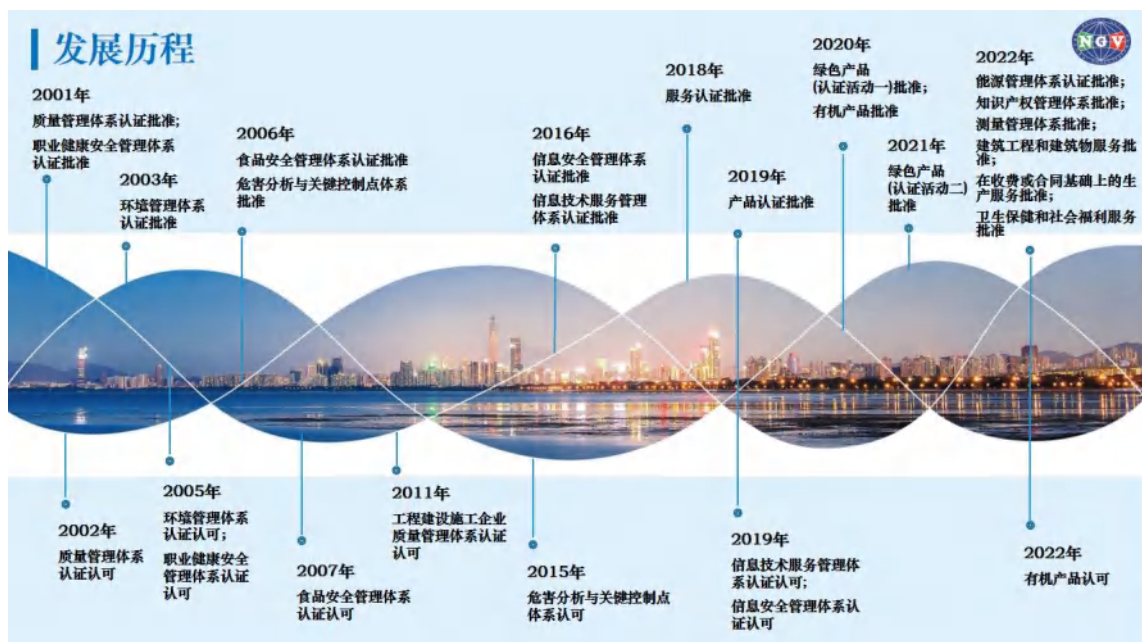 发展历程
NGV
2001年
质量管理体系认证批准;
职业健康安全管理体系
认证批准
2003年
环境管理体系
认证批准
2006年
食品安全管理体系认证批准
危害分析与关键控制点体系
批准
2016年
信息安全管理体系
认证批准
信息技术服务管理
体系认证批准
2018年
服务认证批准
2019年
产品认证批准
2020年
绿色产品
(认证活动一)批准;
有机产品批准
2021年
绿色产品
(认证活动二)
批准
2022年
能源管理体系认证批准;
知识产权管理体系批准;
测量管理体系批准;
建筑工程和建筑物服务批
准;
在收费或合同基础上的生
产服务批准;
卫生保健和社会福利服务
批准
2002年
质量管理体系
认证认可
2005年
环境管理体系
认证认可;
职业健康安全
管理体系认证
认可
2007年
食品安全管理体系
认证认可
2011年
工程建设施工企业
质量管理体系认证
认可
2015年
危害分析与关键控制点
体系认可
2019年
信息技术服务管理体
系认证认可;
信息安全管理体系认
证认可
2022年
有机产品认可